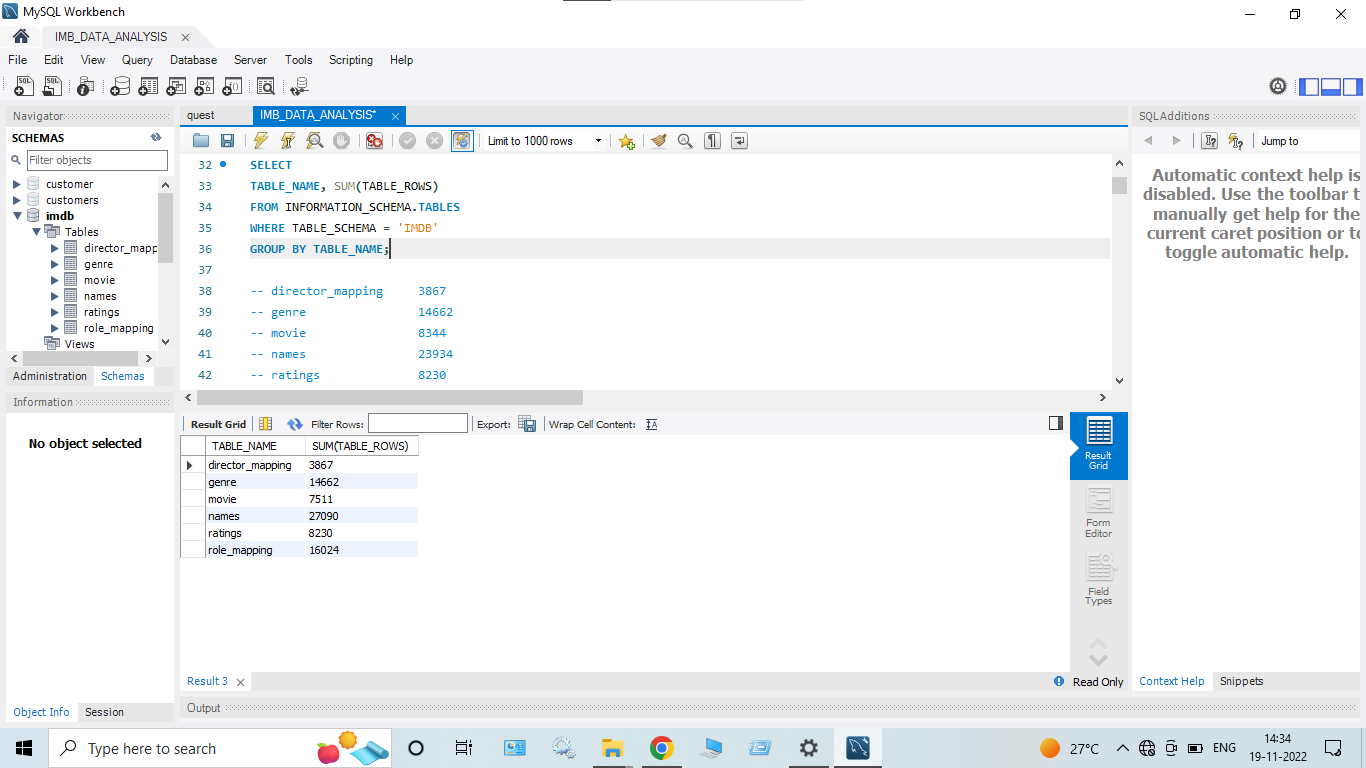 MySQL Workbench
IMB_DATA_ANALYSIS
File Edit View Query Database Server Tools Scripting Help
Navigator
SCHEMAS
Filter objects
customer
customers
imdb
Tables
director_mapp
genre
movie
names
ratings
role_mapping
Views
Administration Schemas
Information
No object selected
Object Info Session
quest IMB_DATA_ANALYSIS*
Limit to 1000 rows
32 SELECT
33 TABLE_NAME, SUM(TABLE_ROWS)
34 FROM INFORMATION_SCHEMA.TABLES
35 WHERE TABLE_SCHEMA = 'IMDB'
36 GROUP BY TABLE_NAME;
37
38 -- director_mapping 3867
39 -- genre 14662
40 -- movie 8344
41 -- names 23934
42 -- ratings 8230
Result Grid Filter Rows: Export: Wrap Cell Content:
TABLE_NAME SUM(TABLE_ROWS)
director_mapping 3867
genre 14662
movie 7511
names 27090
ratings 8230
role_mapping 16024
Result
Grid
Form
Editor
Field
Types
Result 3
Read Only
Output
SQLAdditions
Jump to
Automatic context help is
disabled. Use the toolbar t
manually get help for the
current caret position or to
toggle automatic help.
Context Help Snippets
Type here to search
27°C
ENG
14:34
19-11-2022